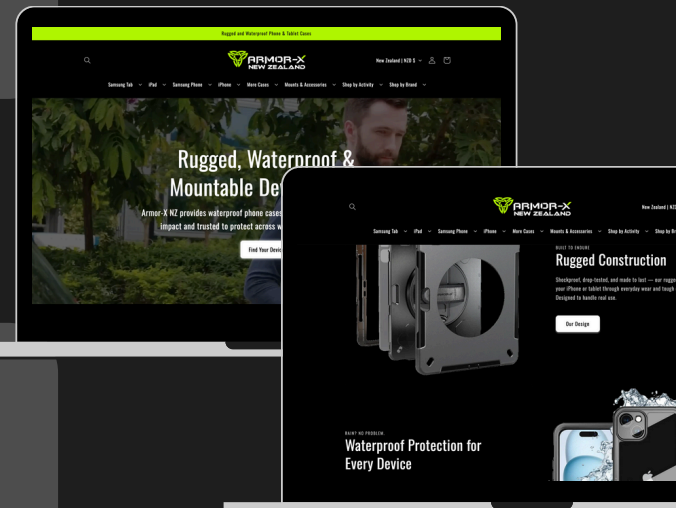 Rugged and Waterproof Phone & Tablet Cases
ARMOR-X
NEW ZEALAND
New Zealand | NZD $
Samsung Tab
iPad
Samsung Phone
iPhone
More Cases
Mounts & Accessories
Shop by Activity
Shop by Brand
Rugged, Waterproof &
Mountable De
Armor-X NZ provides waterproof phone cases
impact and trusted to protect across w
Find Your Devic
ARMOR-X
NEW ZEALAND
New Zealand | NZ
Samsung Tab
iPad
Samsung Phone
iPhone
More Cases
Mounts & Accessories
Shop by Activity
Shop by Br
BUILT TO ENDURE
Rugged Construction
Shockproof, drop-tested, and made to last — our rugge
your iPhone or tablet through everyday wear and tough
Designed to handle real use.
Our Design
RAIN? NO PROBLEM.
Waterproof Protection for
Every Device